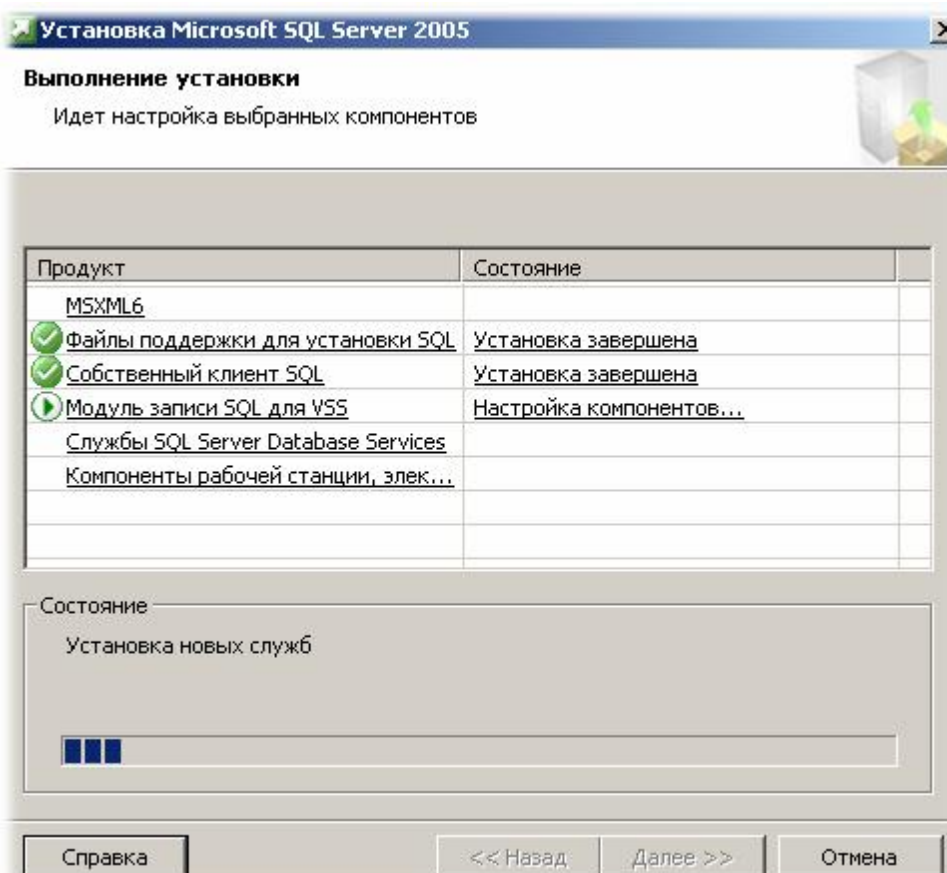 Установка Microsoft SQL Server 2005
Выполнение установки
Идет настройка выбранных компонентов
Продукт Состояние
MSXML6
Файлы поддержки для установки SQL Установка завершена
Собственный клиент SQL Установка завершена
Модуль записи SQL для VSS Настройка компонентов...
Службы SQL Server Database Services
Компоненты рабочей станции, элек...
Состояние
Установка новых служб
Справка << Назад Далее >> Отмена